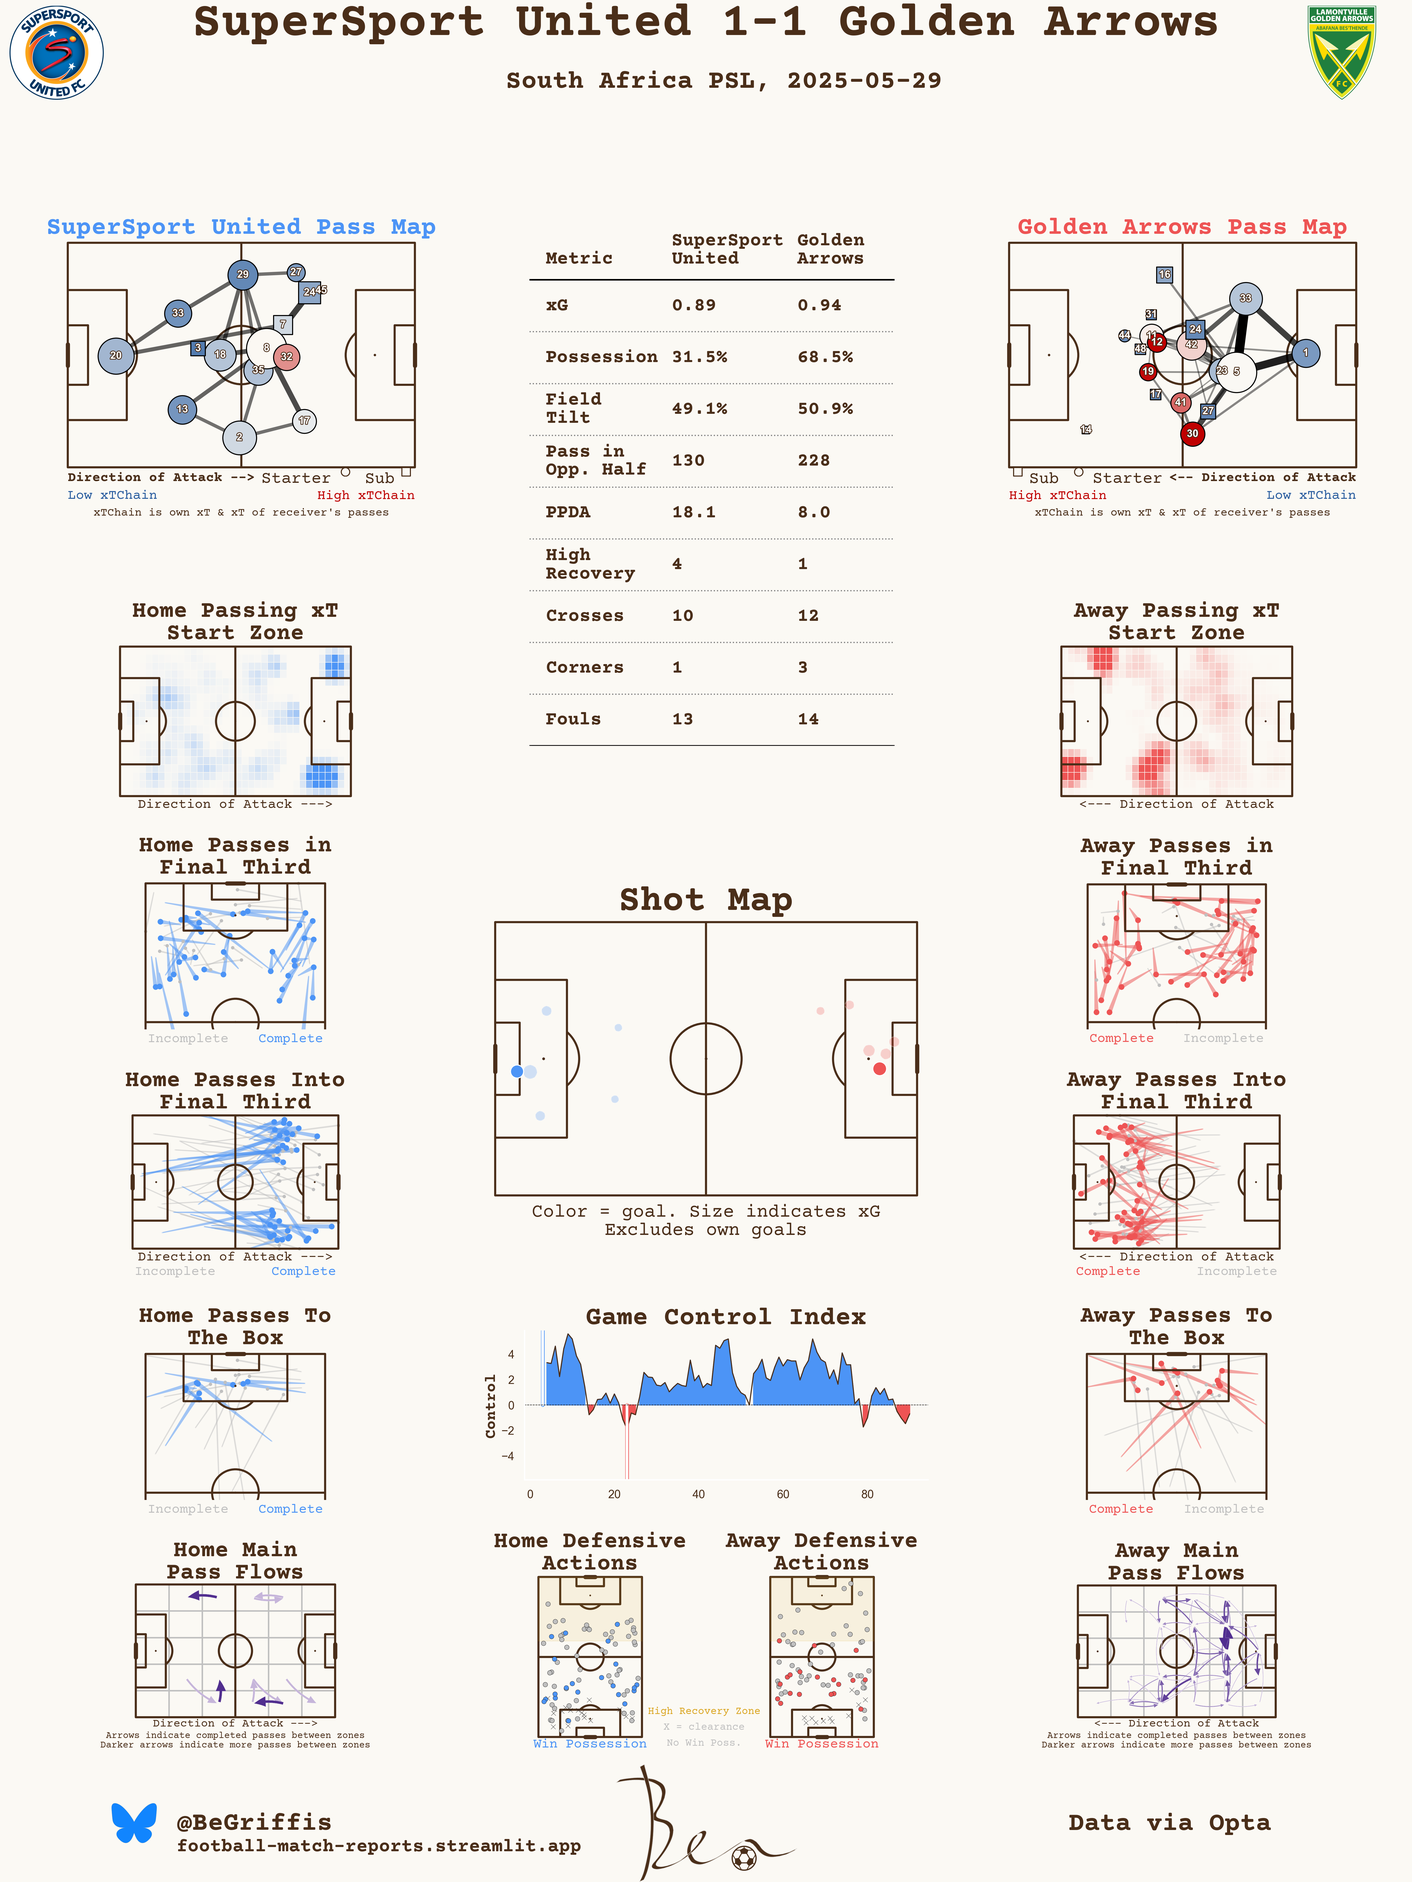 SuperSport United 1-1 Golden Arrows
South Africa PSL, 2025-05-29
SUPERSPORT
UNITED FC
LAMONTVILLE
GOLDEN ARROWS
ABAFANA BES'THENDE
FC
SuperSport United Pass Map
29
27
24
45
33
7
3
18
8
32
20
35
13
17
2
Direction of Attack --> Starter Sub
Low xTChain High xTChain
xTChain is own xT & xT of receiver's passes
Metric SuperSport United Golden Arrows
xG 0.89 0.94
Possession 31.5% 68.5%
Field Tilt 49.1% 50.9%
Pass in Opp. Half 130 228
PPDA 18.1 8.0
High Recovery 4 1
Crosses 10 12
Corners 1 3
Fouls 13 14
Golden Arrows Pass Map
16
33
31
24
44
11
12
48
42
1
19
23
5
17
41
27
14
30
Sub Starter <-- Direction of Attack
High xTChain Low xTChain
xTChain is own xT & xT of receiver's passes
Home Passing xT
Start Zone
Direction of Attack --->
Away Passing xT
Start Zone
<--- Direction of Attack
Home Passes in
Final Third
Incomplete Complete
Away Passes in
Final Third
Complete Incomplete
Shot Map
Color = goal. Size indicates xG
Excludes own goals
Home Passes Into
Final Third
Direction of Attack --->
Incomplete Complete
Away Passes Into
Final Third
<--- Direction of Attack
Complete Incomplete
Home Passes To
The Box
Incomplete Complete
Game Control Index
Control
4
2
0
−2
−4
0 20 40 60 80
Away Passes To
The Box
Complete Incomplete
Home Main
Pass Flows
Direction of Attack --->
Arrows indicate completed passes between zones
Darker arrows indicate more passes between zones
Home Defensive
Actions
Win Possession
Away Defensive
Actions
Win Possession
High Recovery Zone
X = clearance
No Win Poss.
Away Main
Pass Flows
<--- Direction of Attack
Arrows indicate completed passes between zones
Darker arrows indicate more passes between zones
@BeGriffis
football-match-reports.streamlit.app
Ben
Data via Opta